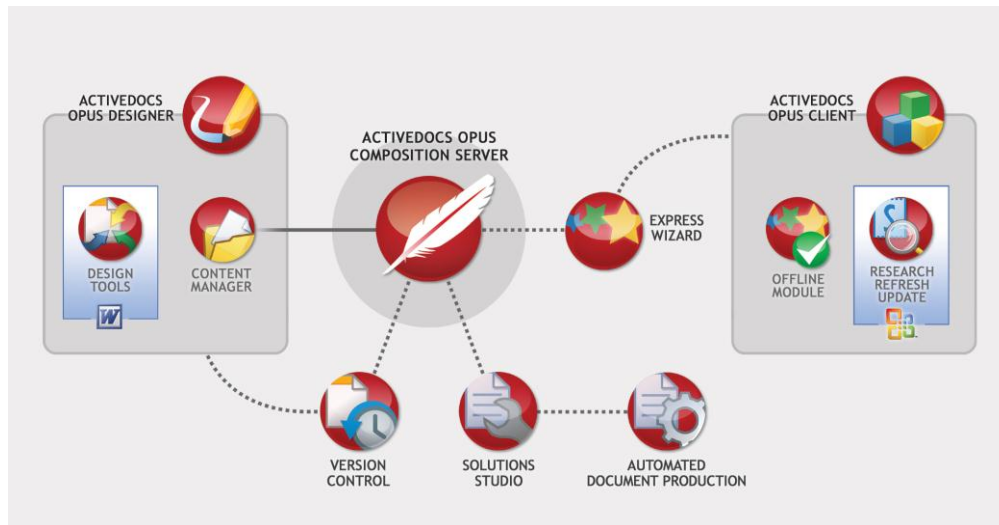 ACTIVEDOCS
OPUS DESIGNER
ACTIVEDOCS OPUS
COMPOSITION SERVER
ACTIVEDOCS
OPUS CLIENT
DESIGN
TOOLS
W
CONTENT
MANAGER
EXPRESS
WIZARD
OFFLINE
MODULE
RESEARCH
REFRESH
UPDATE
VERSION
CONTROL
SOLUTIONS
STUDIO
AUTOMATED
DOCUMENT PRODUCTION